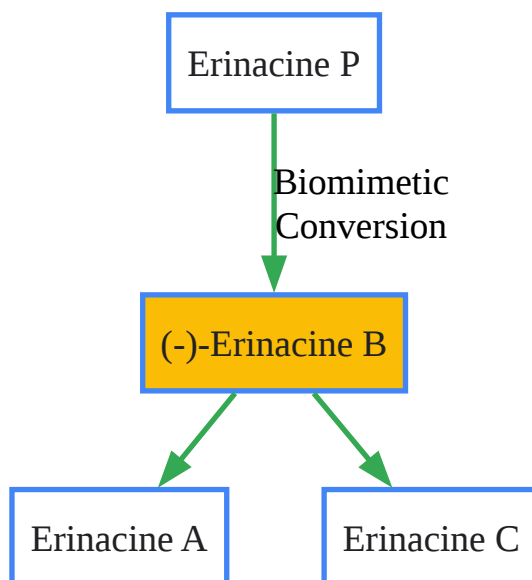 Erinacine P
Biomimetic
Conversion
(-)-Erinacine B
Erinacine A
Erinacine C